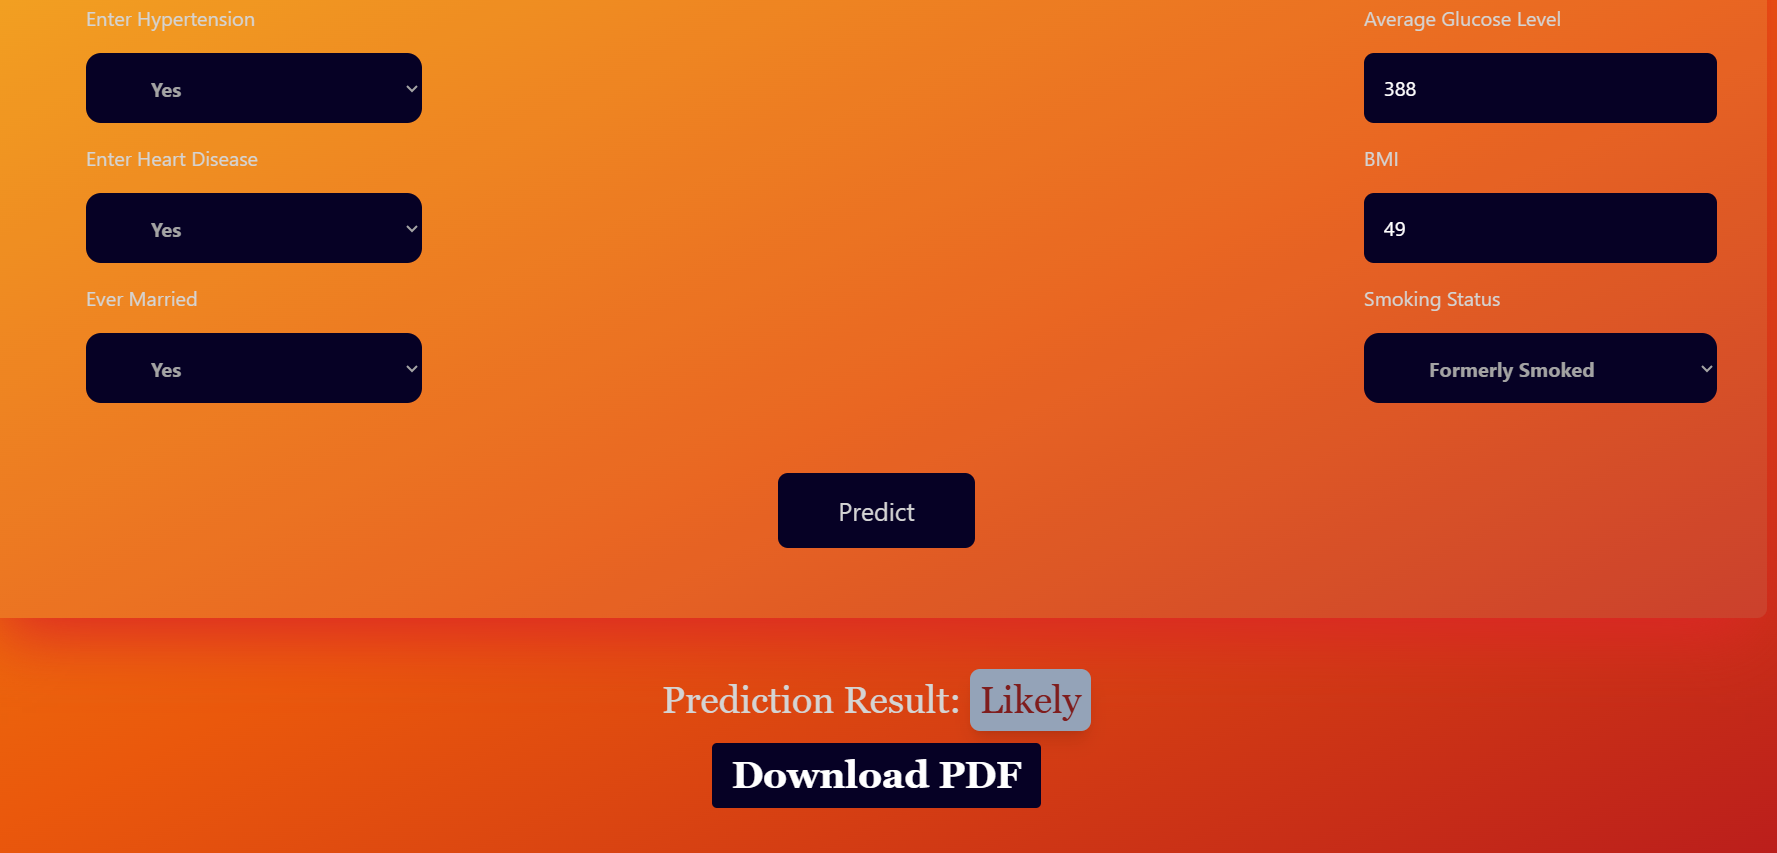 Enter Hypertension
Yes
Enter Heart Disease
Yes
Ever Married
Yes
Average Glucose Level
388
BMI
49
Smoking Status
Formerly Smoked
Predict
Prediction Result: Likely
Download PDF